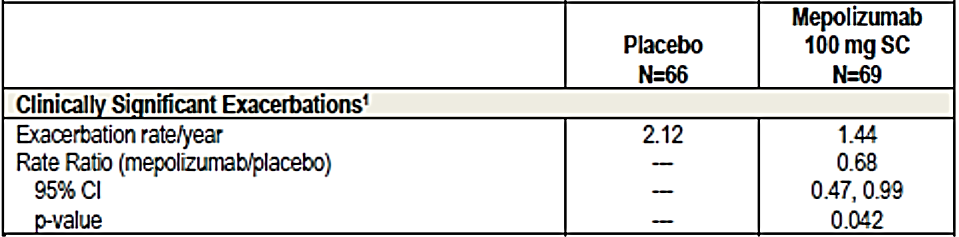 Placebo
N=66
Mepolizumab
100 mg SC
N=69
Clinically Significant Exacerbations¹
Exacerbation rate/year 2.12 1.44
Rate Ratio (mepolizumab/placebo) --- 0.68
95% CI --- 0.47, 0.99
p-value --- 0.042